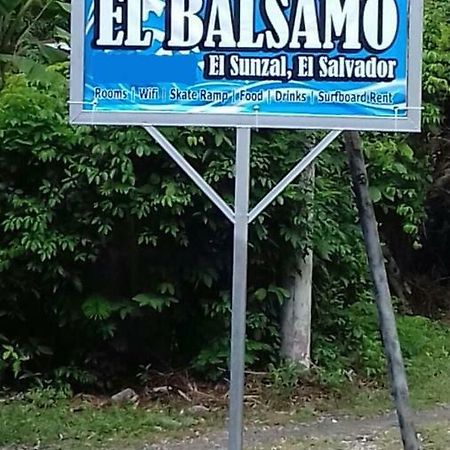 EL BALSAMO
El Sunzal, El Salvador
Rooms | Wifi | Skate Ramp | Food | Drinks | Surfboard Rent